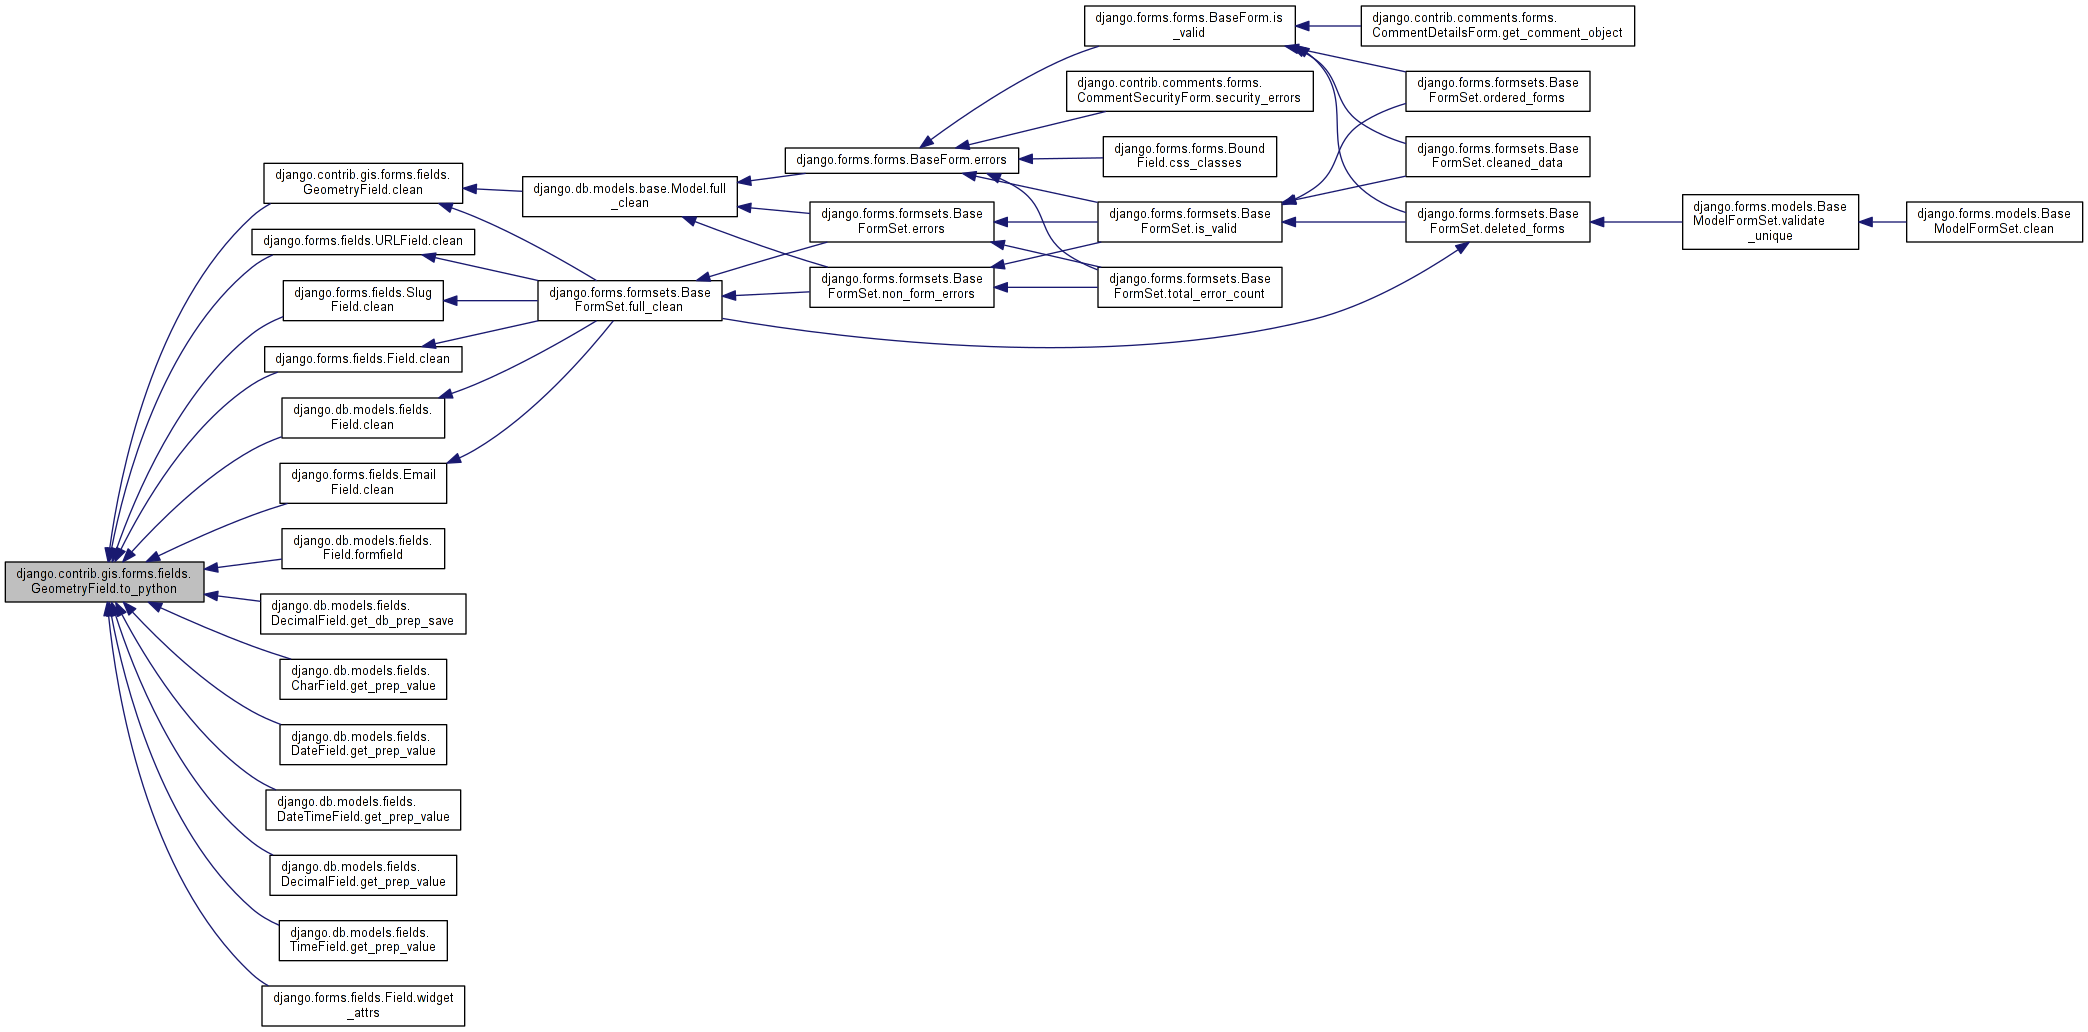 django.forms.forms.BaseForm.is
_valid
django.contrib.comments.forms.
CommentDetailsForm.get_comment_object
django.contrib.comments.forms.
CommentSecurityForm.security_errors
django.forms.formsets.Base
FormSet.ordered_forms
django.forms.forms.BaseForm.errors
django.forms.forms.Bound
Field.css_classes
django.forms.formsets.Base
FormSet.cleaned_data
django.contrib.gis.forms.fields.
GeometryField.clean
django.db.models.base.Model.full
_clean
django.forms.formsets.Base
FormSet.errors
django.forms.formsets.Base
FormSet.is_valid
django.forms.formsets.Base
FormSet.deleted_forms
django.forms.models.Base
ModelFormSet.validate
_unique
django.forms.models.Base
ModelFormSet.clean
django.forms.fields.URLField.clean
django.forms.fields.Slug
Field.clean
django.forms.formsets.Base
FormSet.full_clean
django.forms.formsets.Base
FormSet.non_form_errors
django.forms.formsets.Base
FormSet.total_error_count
django.forms.fields.Field.clean
django.db.models.fields.
Field.clean
django.forms.fields.Email
Field.clean
django.db.models.fields.
Field.formfield
django.contrib.gis.forms.fields.
GeometryField.to_python
django.db.models.fields.
DecimalField.get_db_prep_save
django.db.models.fields.
CharField.get_prep_value
django.db.models.fields.
DateField.get_prep_value
django.db.models.fields.
DateTimeField.get_prep_value
django.db.models.fields.
DecimalField.get_prep_value
django.db.models.fields.
TimeField.get_prep_value
django.forms.fields.Field.widget
_attrs